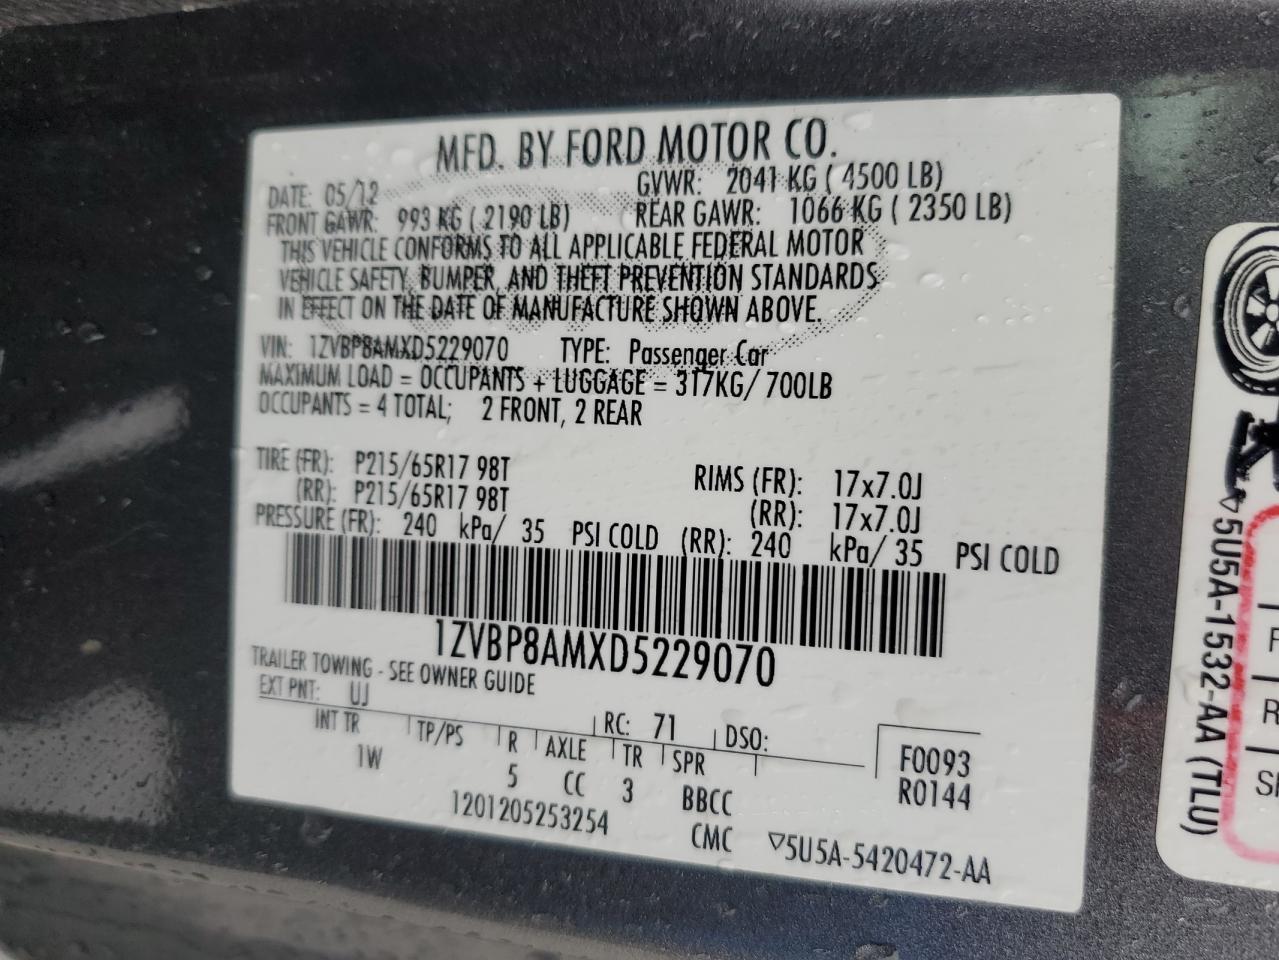 MFD. BY FORD MOTOR CO.
DATE: 05/12 GVWR: 2041 KG ( 4500 LB)
FRONT GAWR: 993 KG ( 2190 LB) REAR GAWR: 1066 KG ( 2350 LB)
THIS VEHICLE CONFORMS TO ALL APPLICABLE FEDERAL MOTOR
VEHICLE SAFETY, BUMPER, AND THEFT PREVENTION STANDARDS
IN EFFECT ON THE DATE OF MANUFACTURE SHOWN ABOVE.
VIN: 1ZVBP8AMXD5229070 TYPE: Passenger Car
MAXIMUM LOAD = OCCUPANTS + LUGGAGE = 317KG/ 700LB
OCCUPANTS = 4 TOTAL; 2 FRONT, 2 REAR
TIRE (FR): P215/65R17 98T RIMS (FR): 17x7.0J
(RR): P215/65R17 98T (RR): 17x7.0J
PRESSURE (FR): 240 kPa/ 35 PSI COLD (RR): 240 kPa/ 35 PSI COLD
1ZVBP8AMXD5229070
TRAILER TOWING - SEE OWNER GUIDE
EXT PNT: UJ RC: 71 DSO:
INT TR TP/PS R AXLE TR SPR F0093
1W 5 CC 3 BBCC R0144
1201205253254 CMC ▽5U5A-5420472-AA
▽5U5A-1532-AA (TLU)